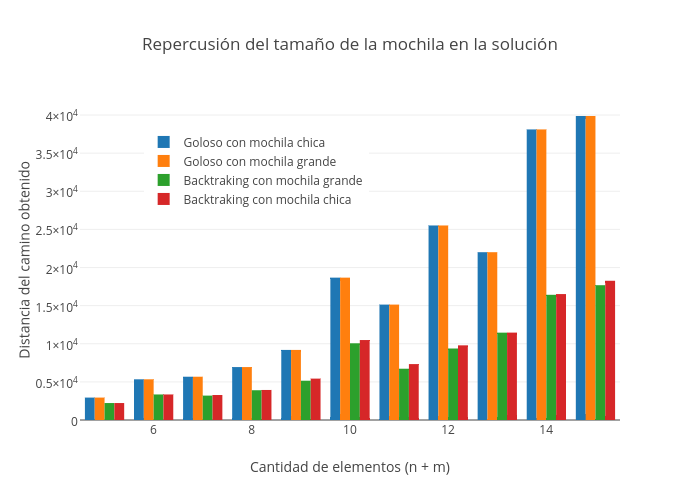 Repercusión del tamaño de la mochila en la solución
Distancia del camino obtenido
4×10⁴
3.5×10⁴
3×10⁴
2.5×10⁴
2×10⁴
1.5×10⁴
1×10⁴
0.5×10⁴
0
Goloso con mochila chica
Goloso con mochila grande
Backtraking con mochila grande
Backtraking con mochila chica
6 8 10 12 14
Cantidad de elementos (n + m)